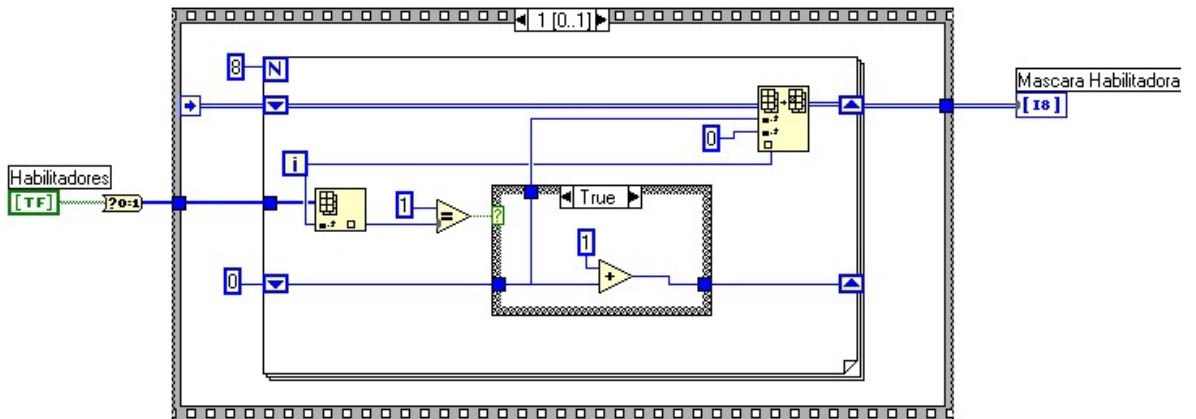 1 [0..1]
8
N
Mascara Habilitadora
[I8]
0
i
Habilitadores
[TF]
?0:1
1
=
?
True
1
+
0